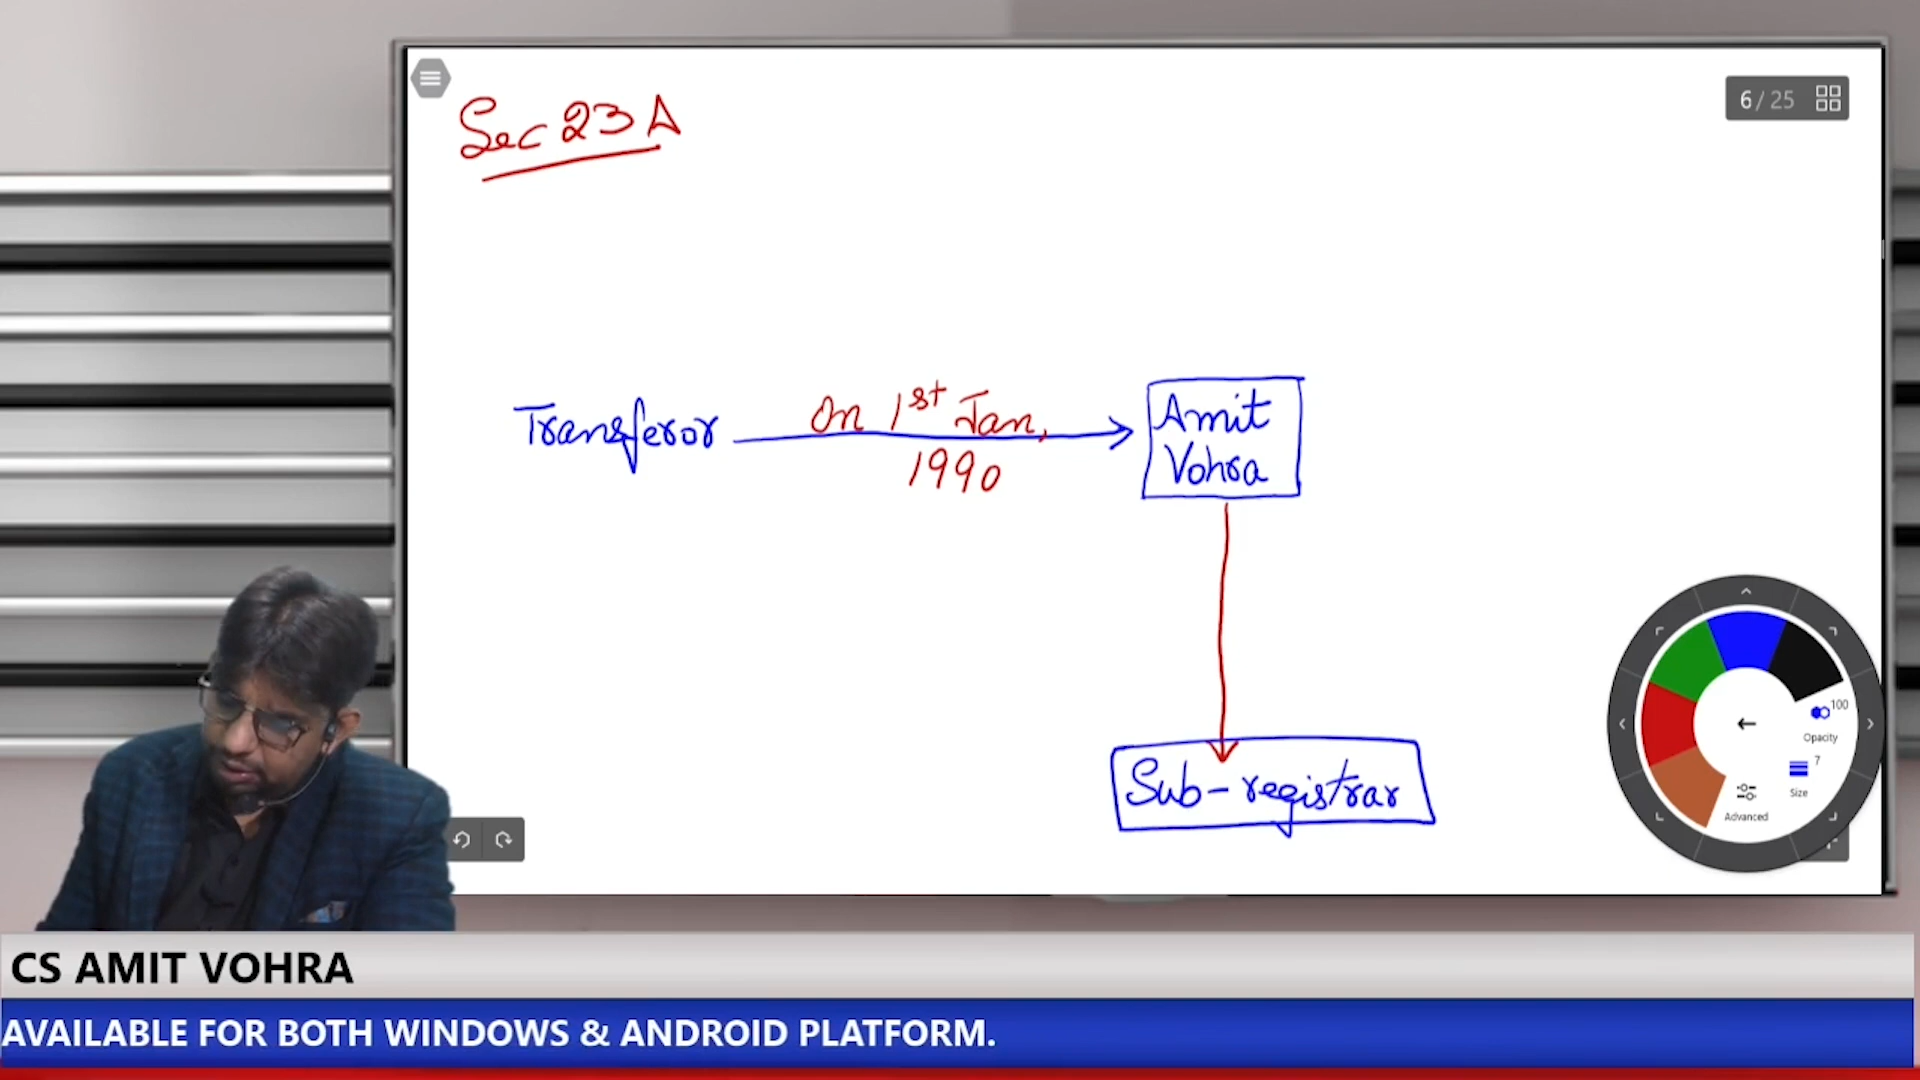 Sec 23A
6 / 25
Transferor
On 1st Jan,
1990
Amit
Vohra
Sub-registrar
100
Opacity
7
Size
Advanced
CS AMIT VOHRA
AVAILABLE FOR BOTH WINDOWS & ANDROID PLATFORM.